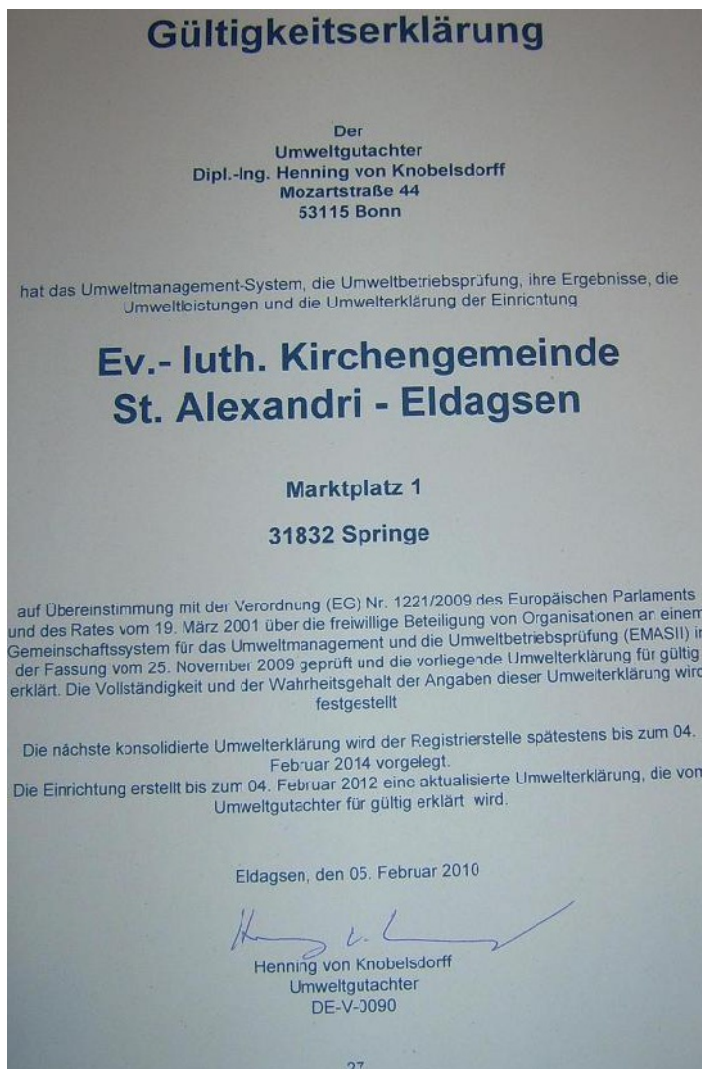 Gültigkeitserklärung
Der
Umweltgutachter
Dipl.-Ing. Henning von Knobelsdorff
Mozartstraße 44
53115 Bonn
hat das Umweltmanagement-System, die Umweltbetriebsprüfung, ihre Ergebnisse, die
Umweltleistungen und die Umwelterklärung der Einrichtung
Ev.- luth. Kirchengemeinde
St. Alexandri - Eldagsen
Marktplatz 1
31832 Springe
auf Übereinstimmung mit der Verordnung (EG) Nr. 1221/2009 des Europäischen Parlaments
und des Rates vom 19. März 2001 über die freiwillige Beteiligung von Organisationen an einem
Gemeinschaftssystem für das Umweltmanagement und die Umweltbetriebsprüfung (EMASII) in
der Fassung vom 25. November 2009 geprüft und die vorliegende Umwelterklärung für gültig
erklärt. Die Vollständigkeit und der Wahrheitsgehalt der Angaben dieser Umwelterklärung wird
festgestellt
Die nächste konsolidierte Umwelterklärung wird der Registrierstelle spätestens bis zum 04.
Februar 2014 vorgelegt.
Die Einrichtung erstellt bis zum 04. Februar 2012 eine aktualisierte Umwelterklärung, die vom
Umweltgutachter für gültig erklärt wird.
Eldagsen, den 05. Februar 2010
Henning von Knobelsdorff
Umweltgutachter
DE-V-0090
27